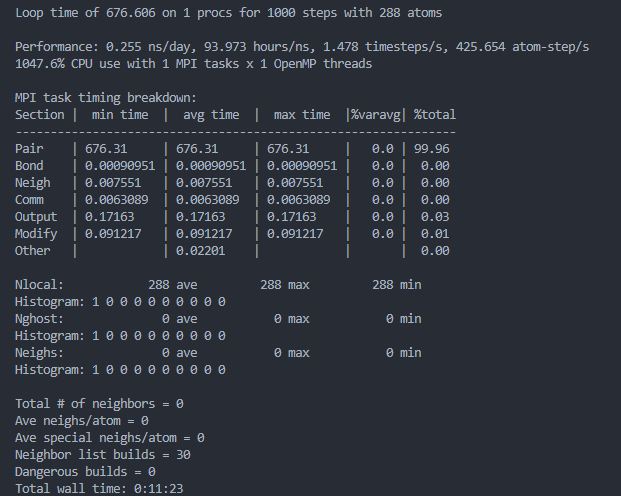 Loop time of 676.606 on 1 procs for 1000 steps with 288 atoms
Performance: 0.255 ns/day, 93.973 hours/ns, 1.478 timesteps/s, 425.654 atom-step/s
1047.6% CPU use with 1 MPI tasks x 1 OpenMP threads
MPI task timing breakdown:
Section |  min time  |  avg time  |  max time  |%varavg| %total
---------------------------------------------------------------
Pair    | 676.31     | 676.31     | 676.31     |   0.0 | 99.96
Bond    | 0.00090951 | 0.00090951 | 0.00090951 |   0.0 |  0.00
Neigh   | 0.007551   | 0.007551   | 0.007551   |   0.0 |  0.00
Comm    | 0.0063089  | 0.0063089  | 0.0063089  |   0.0 |  0.00
Output  | 0.17163    | 0.17163    | 0.17163    |   0.0 |  0.03
Modify  | 0.091217   | 0.091217   | 0.091217   |   0.0 |  0.01
Other   |            | 0.02201    |            |       |  0.00
Nlocal:            288 ave         288 max         288 min
Histogram: 1 0 0 0 0 0 0 0 0 0
Nghost:              0 ave           0 max           0 min
Histogram: 1 0 0 0 0 0 0 0 0 0
Neighs:              0 ave           0 max           0 min
Histogram: 1 0 0 0 0 0 0 0 0 0
Total # of neighbors = 0
Ave neighs/atom = 0
Ave special neighs/atom = 0
Neighbor list builds = 30
Dangerous builds = 0
Total wall time: 0:11:23